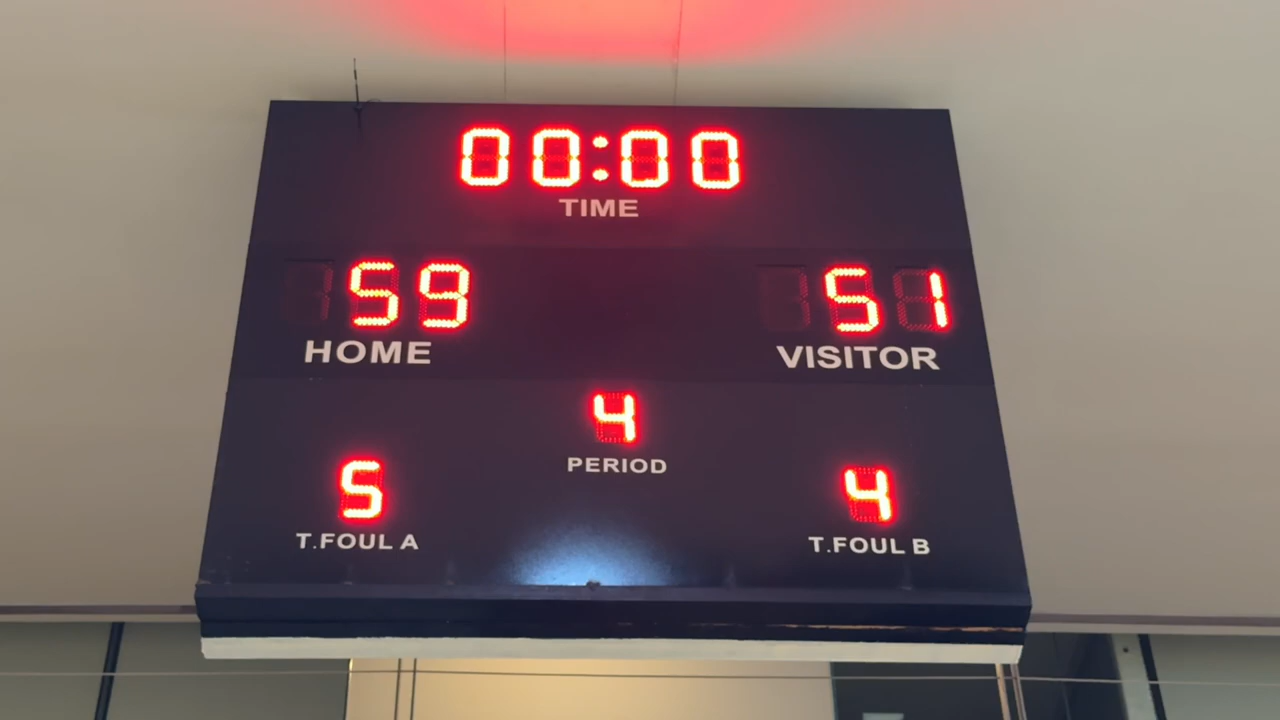 00:00
TIME
59 51
HOME VISITOR
4
PERIOD
5 4
T.FOUL A T.FOUL B